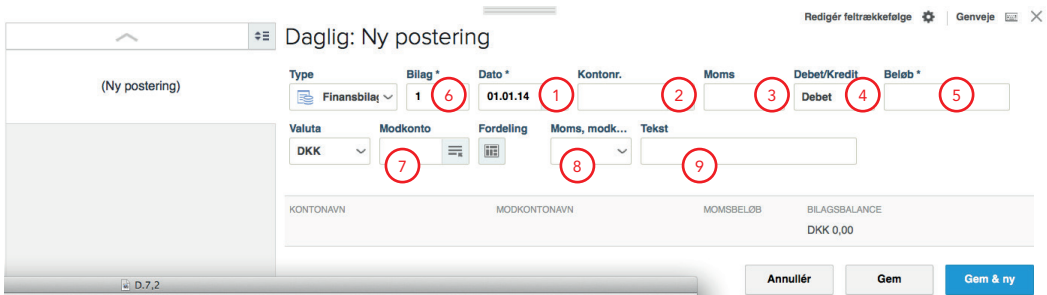 Redigér feltrækkefølge Genveje
Daglig: Ny postering
(Ny postering)
Type Bilag * Dato * Kontonr. Moms Debet/Kredit Beløb *
Finansbilag 1 6 01.01.14 1 2 3 Debet 4 5
Valuta Modkonto Fordeling Moms, modk... Tekst
DKK 7 8 9
KONTONAVN MODKONTONAVN MOMSBELØB BILAGSBALANCE
DKK 0,00
Annullér Gem Gem & ny
D.7,2